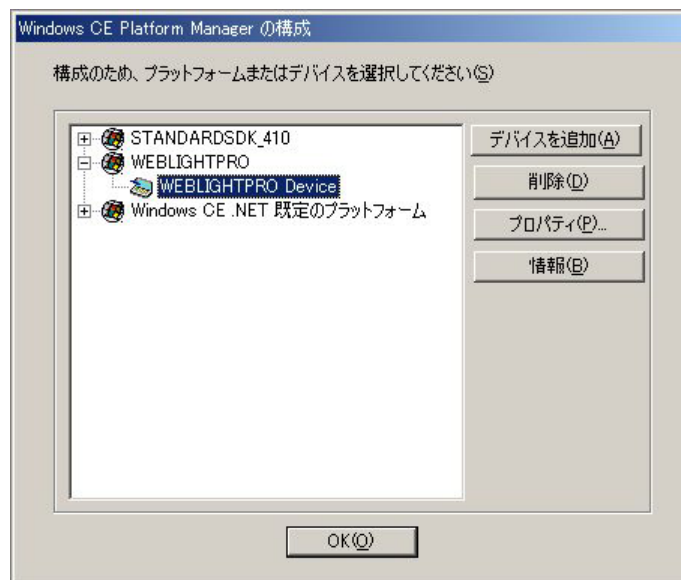 Windows CE Platform Manager の構成
構成のため、プラットフォームまたはデバイスを選択してください(S)
STANDARDSDK_410
WEBLIGHTPRO
WEBLIGHTPRO Device
Windows CE .NET 既定のプラットフォーム
デバイスを追加(A)
削除(D)
プロパティ(P)...
情報(B)
OK(O)